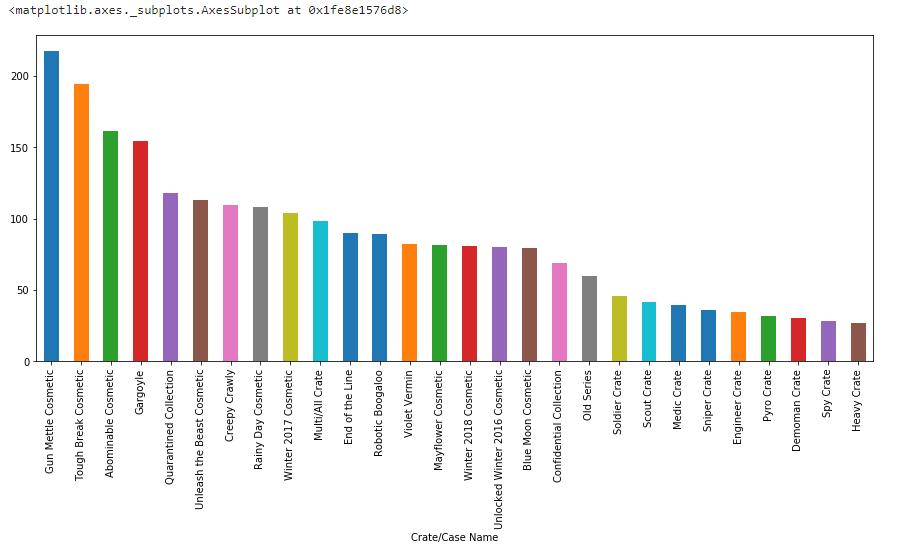 <matplotlib.axes._subplots.AxesSubplot at 0x1fe8e1576d8>
200
150
100
50
0
Gun Mettle Cosmetic
Tough Break Cosmetic
Abominable Cosmetic
Gargoyle
Quarantined Collection
Unleash the Beast Cosmetic
Creepy Crawly
Rainy Day Cosmetic
Winter 2017 Cosmetic
Multi/All Crate
End of the Line
Robotic Boogaloo
Violet Vermin
Mayflower Cosmetic
Winter 2018 Cosmetic
Unlocked Winter 2016 Cosmetic
Blue Moon Cosmetic
Confidential Collection
Old Series
Soldier Crate
Scout Crate
Medic Crate
Sniper Crate
Engineer Crate
Pyro Crate
Demoman Crate
Spy Crate
Heavy Crate
Crate/Case Name